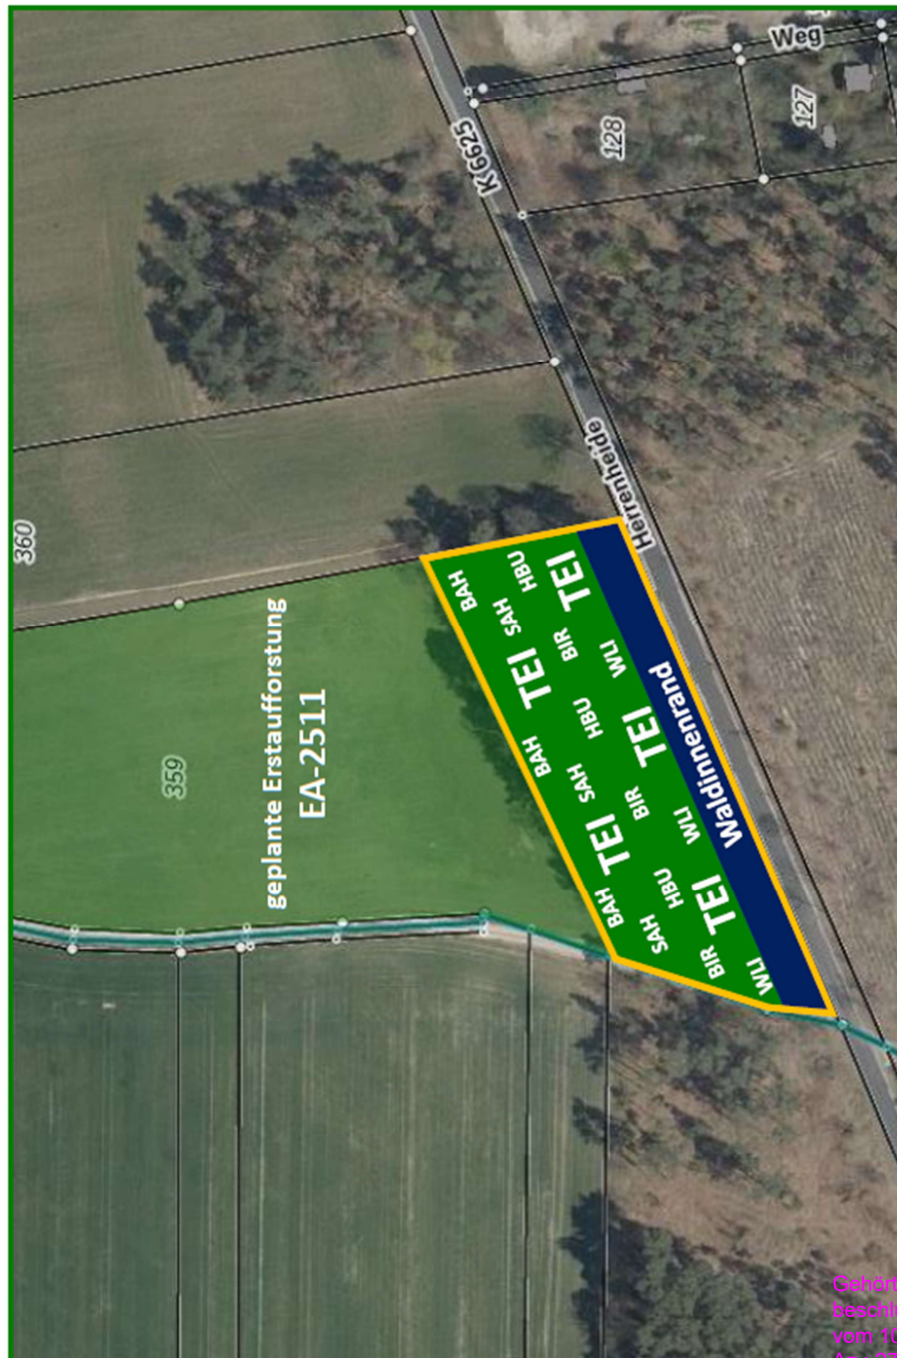 Weg
127
128
K 6625
Herrenheide
360
359
geplante Erstaufforstung
EA-2511
BAH
SAH
HBU
TEI
TEI
BIR
WLI
BAH
SAH
HBU
TEI
TEI
BIR
WLI
BAH
SAH
HBU
TEI
BIR
WLI
Waldinnenrand
Gehört
beschl
vom 10